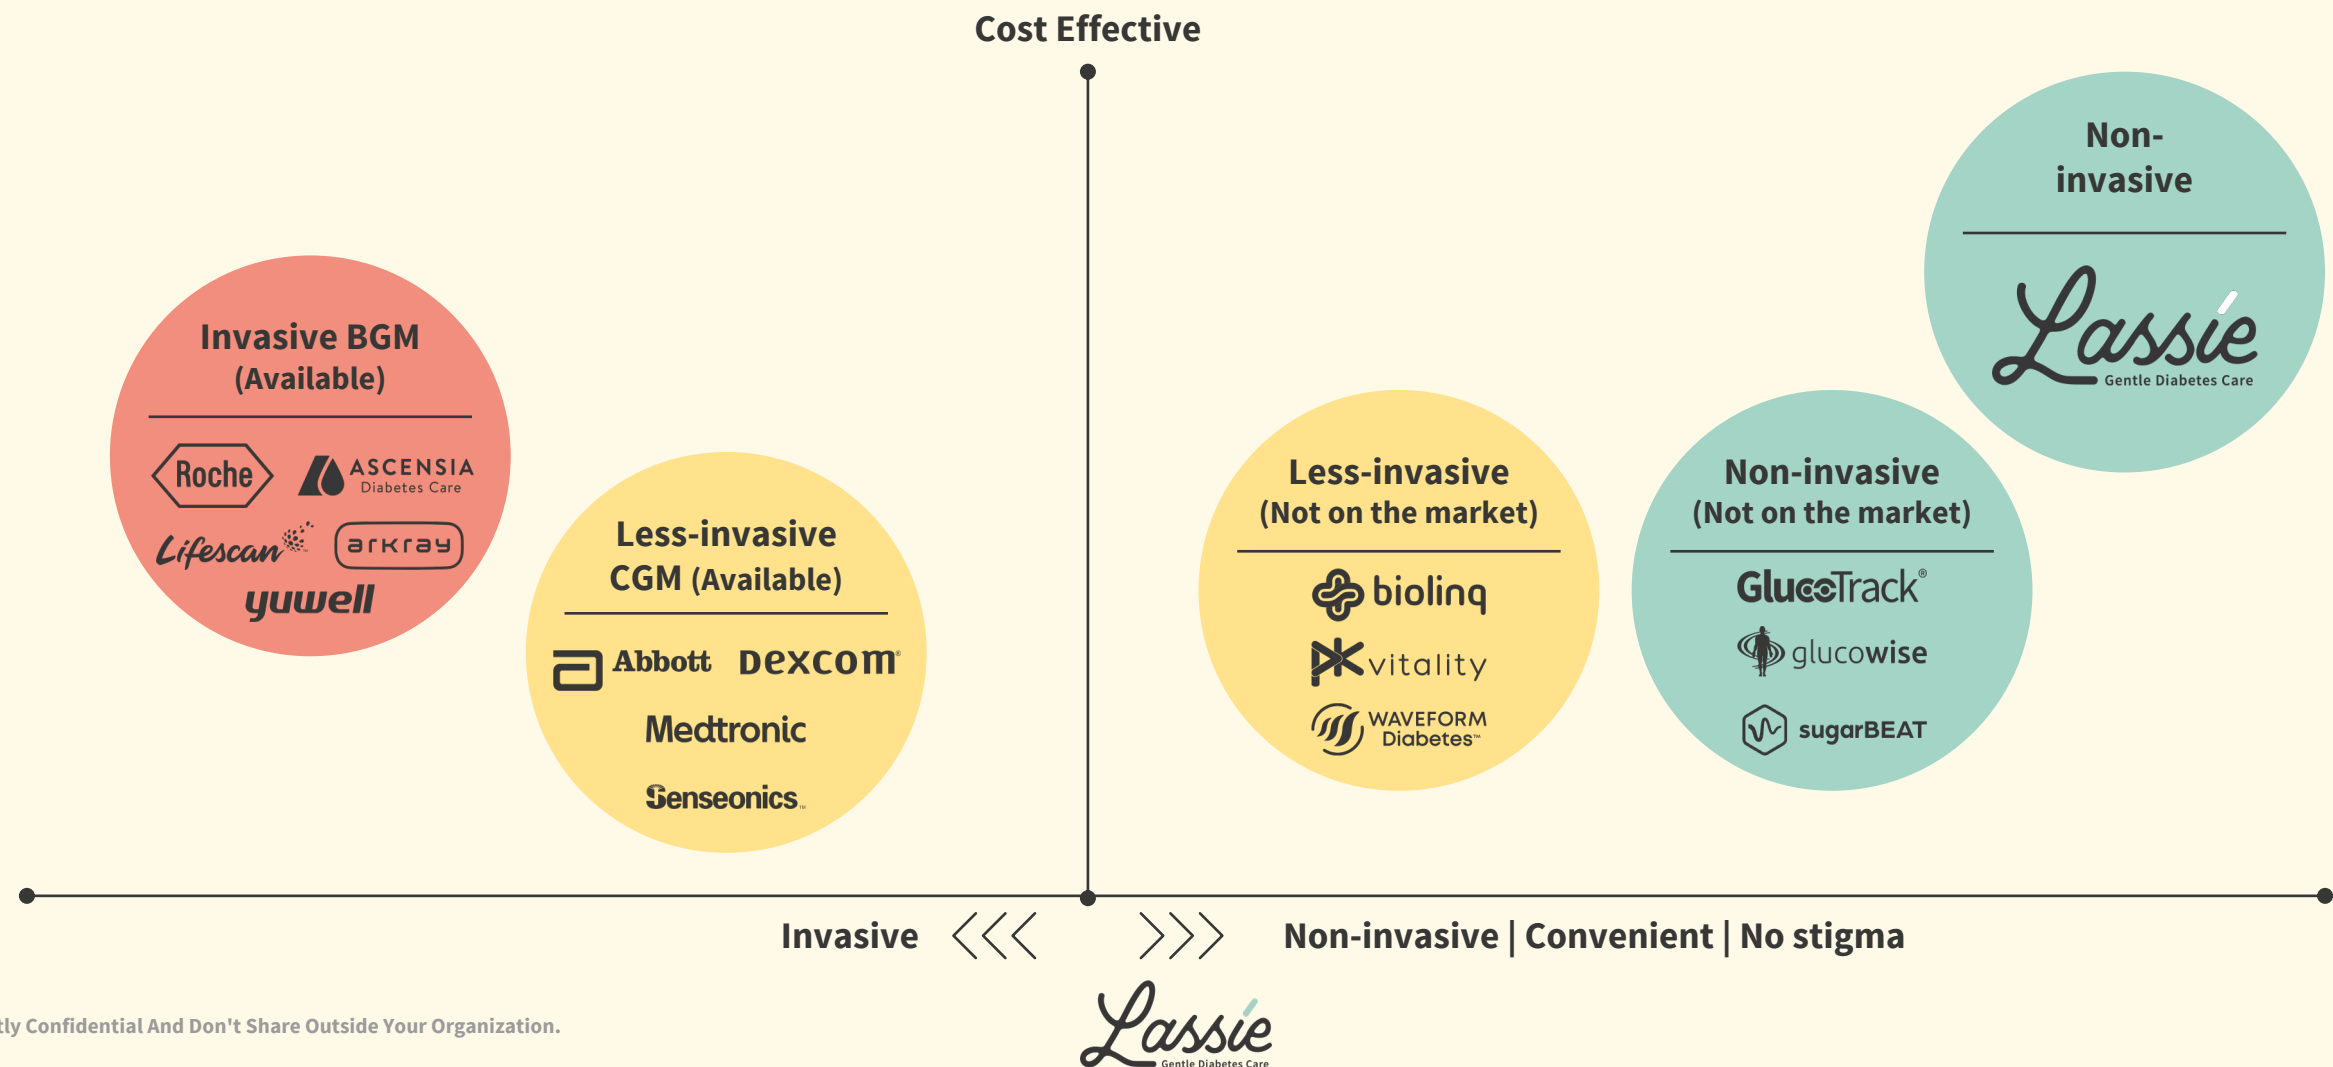 Cost Effective
Non-
invasive
Lassie
Gentle Diabetes Care
Invasive BGM
(Available)
Roche
ASCENSIA
Diabetes Care
Lifescan
arkray
yuwell
Less-invasive
CGM (Available)
Abbott
Dexcom®
Medtronic
Senseonics™
Less-invasive
(Not on the market)
biolinq
PK vitality
WAVEFORM
Diabetes™
Non-invasive
(Not on the market)
GlucoTrack®
glucowise
sugarBEAT
Invasive
Non-invasive | Convenient | No stigma
Confidential And Don't Share Outside Your Organization.
Lassie
Gentle Diabetes Care